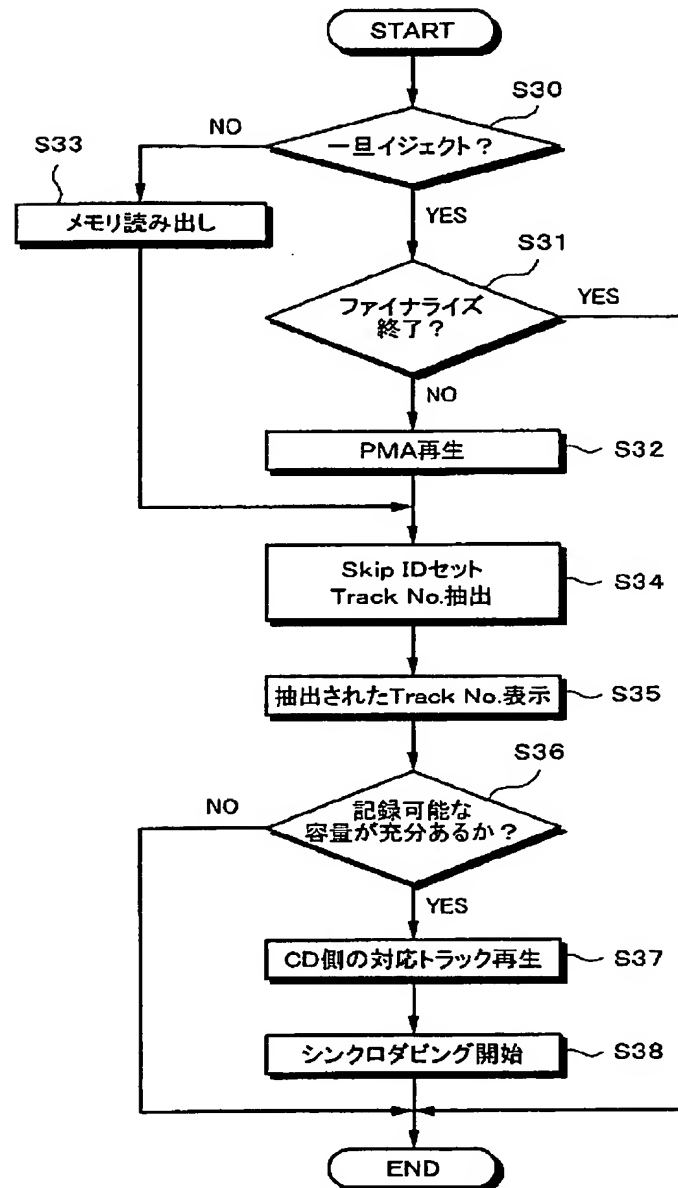 START
S30
NO
一旦イジェクト？
S33
メモリ読み出し
YES
S31
YES
ファイナライズ
終了？
NO
PMA再生
S32
Skip IDセット
Track No.抽出
S34
抽出されたTrack No.表示
S35
S36
NO
記録可能な
容量が充分あるか？
YES
CD側の対応トラック再生
S37
シンクロダビング開始
S38
END